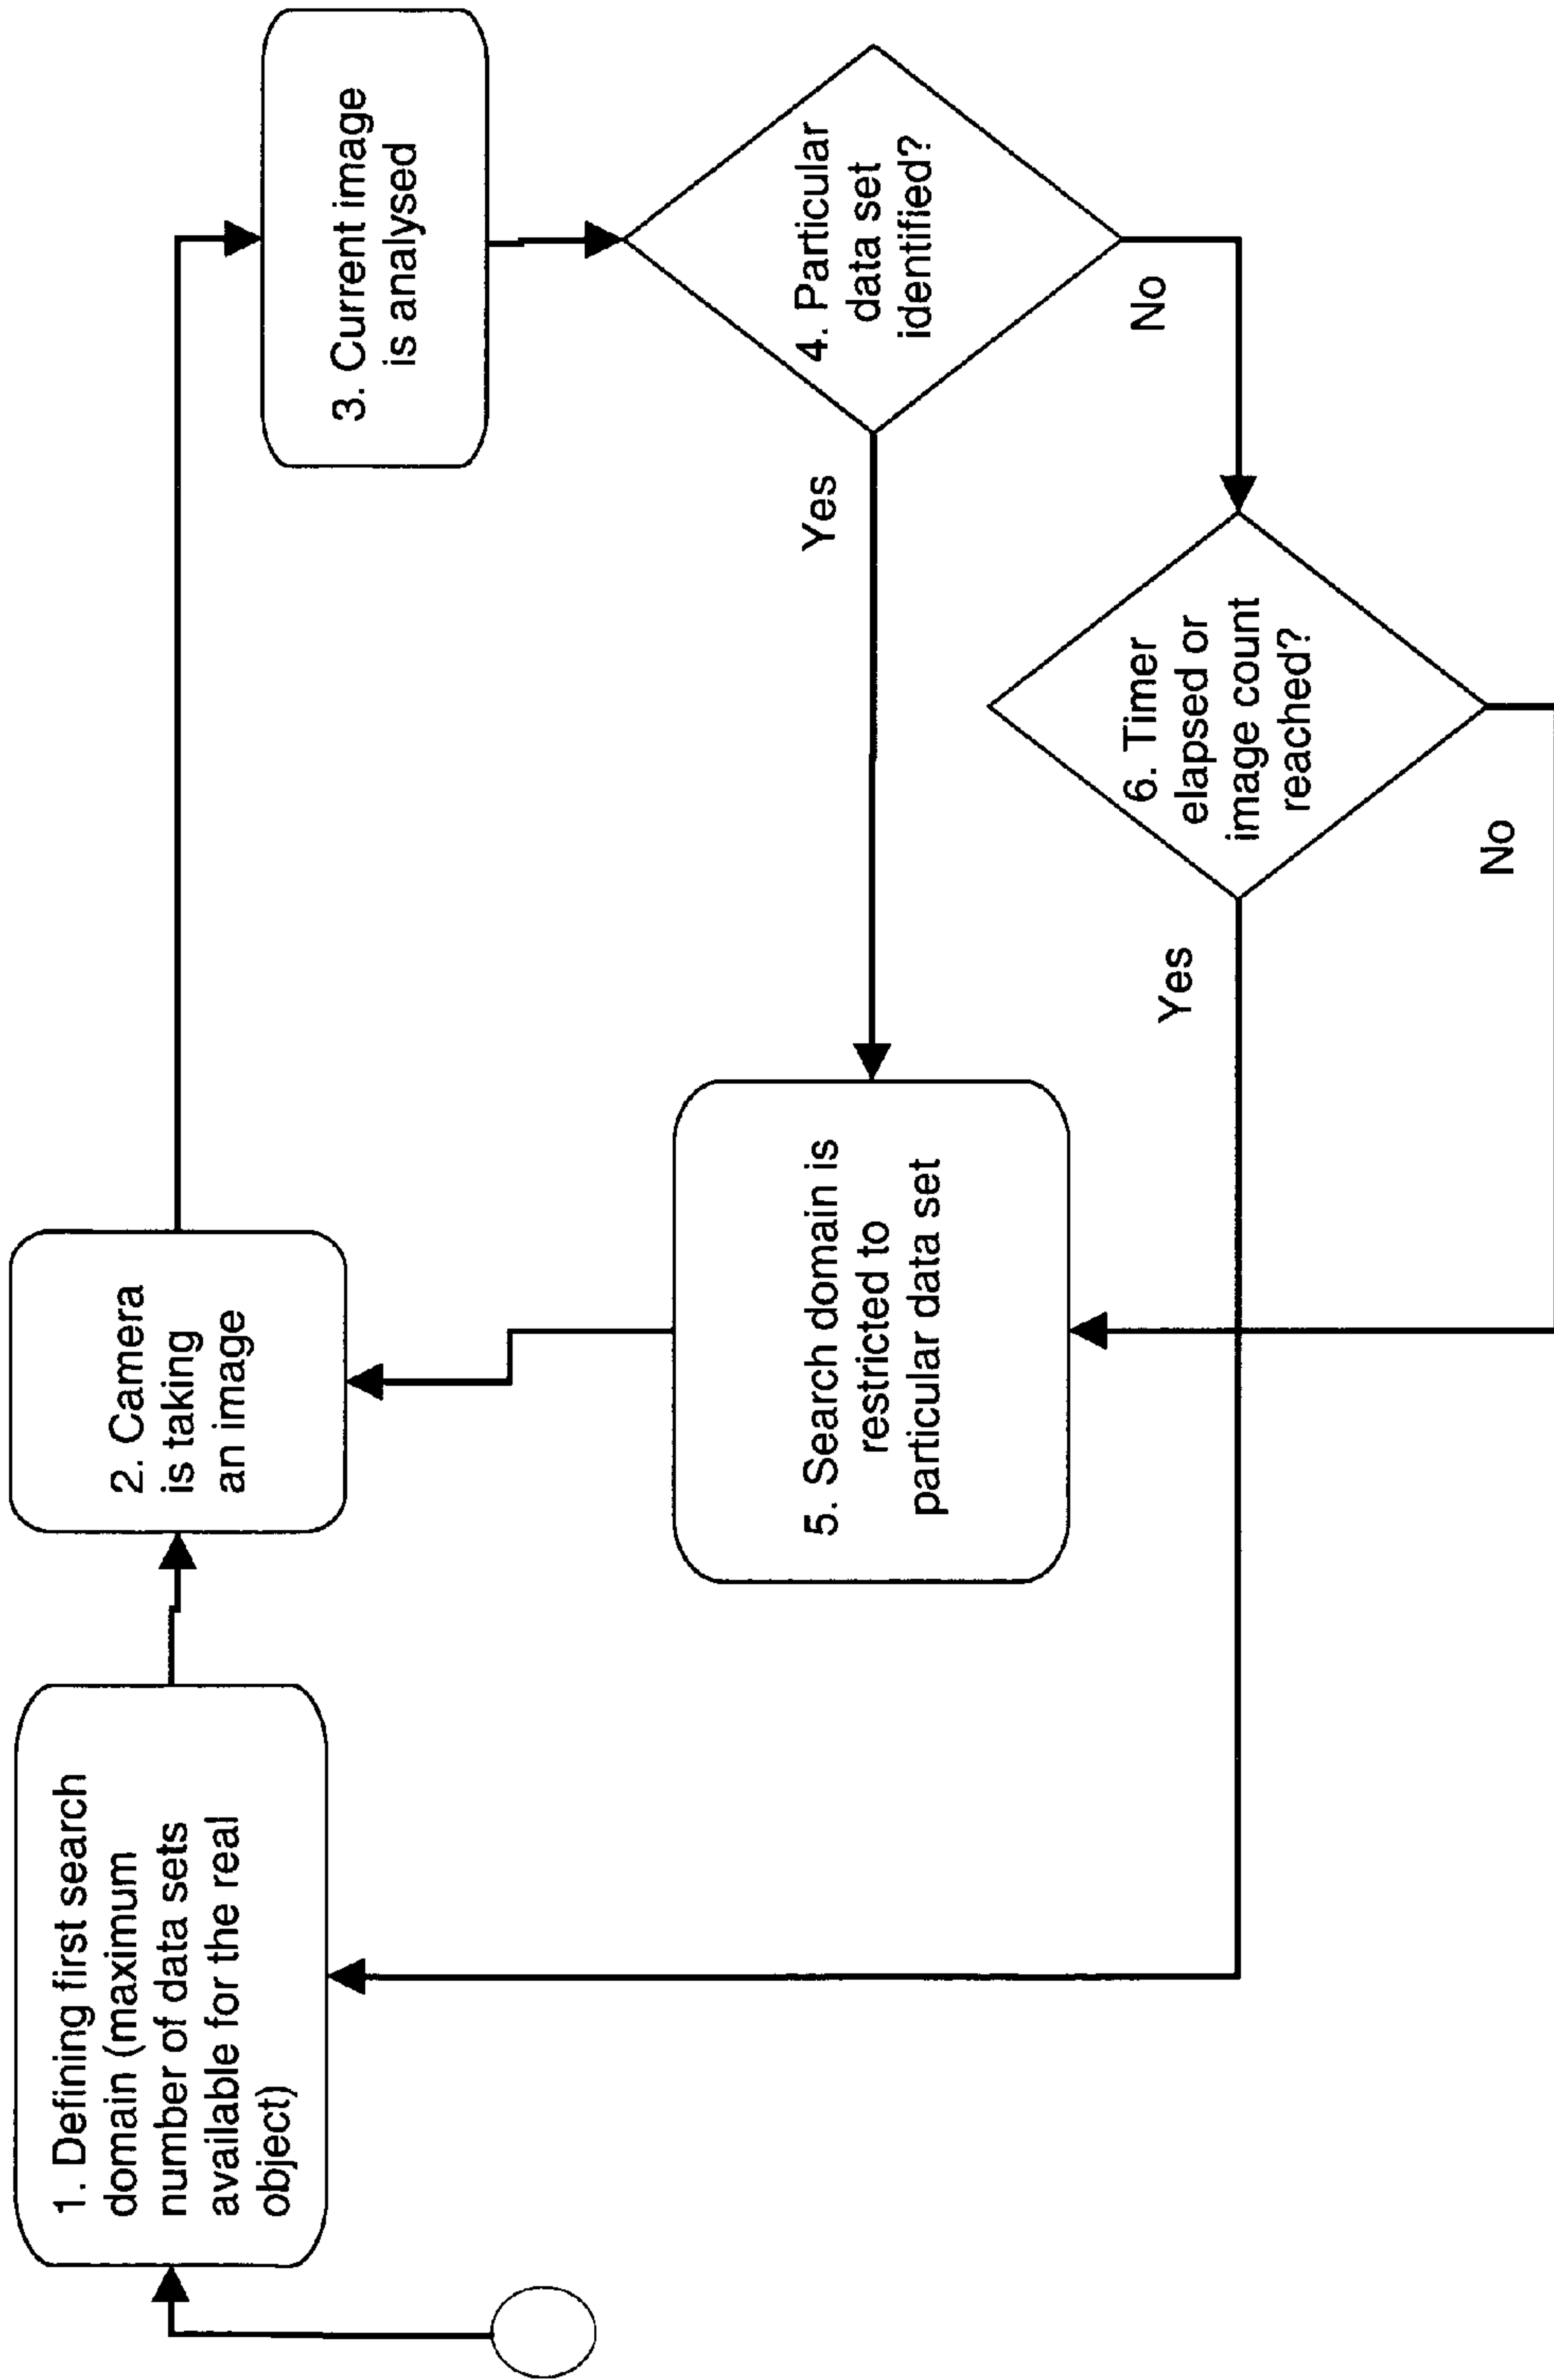 1. Defining first search
domain (maximum
number of data sets
available for the real
object)
2. Camera
is taking
an image
3. Current image
is analysed
4. Particular
data set
identified?
Yes
No
5. Search domain is
restricted to
particular data set
6. Timer
elapsed or
image count
reached?
Yes
No